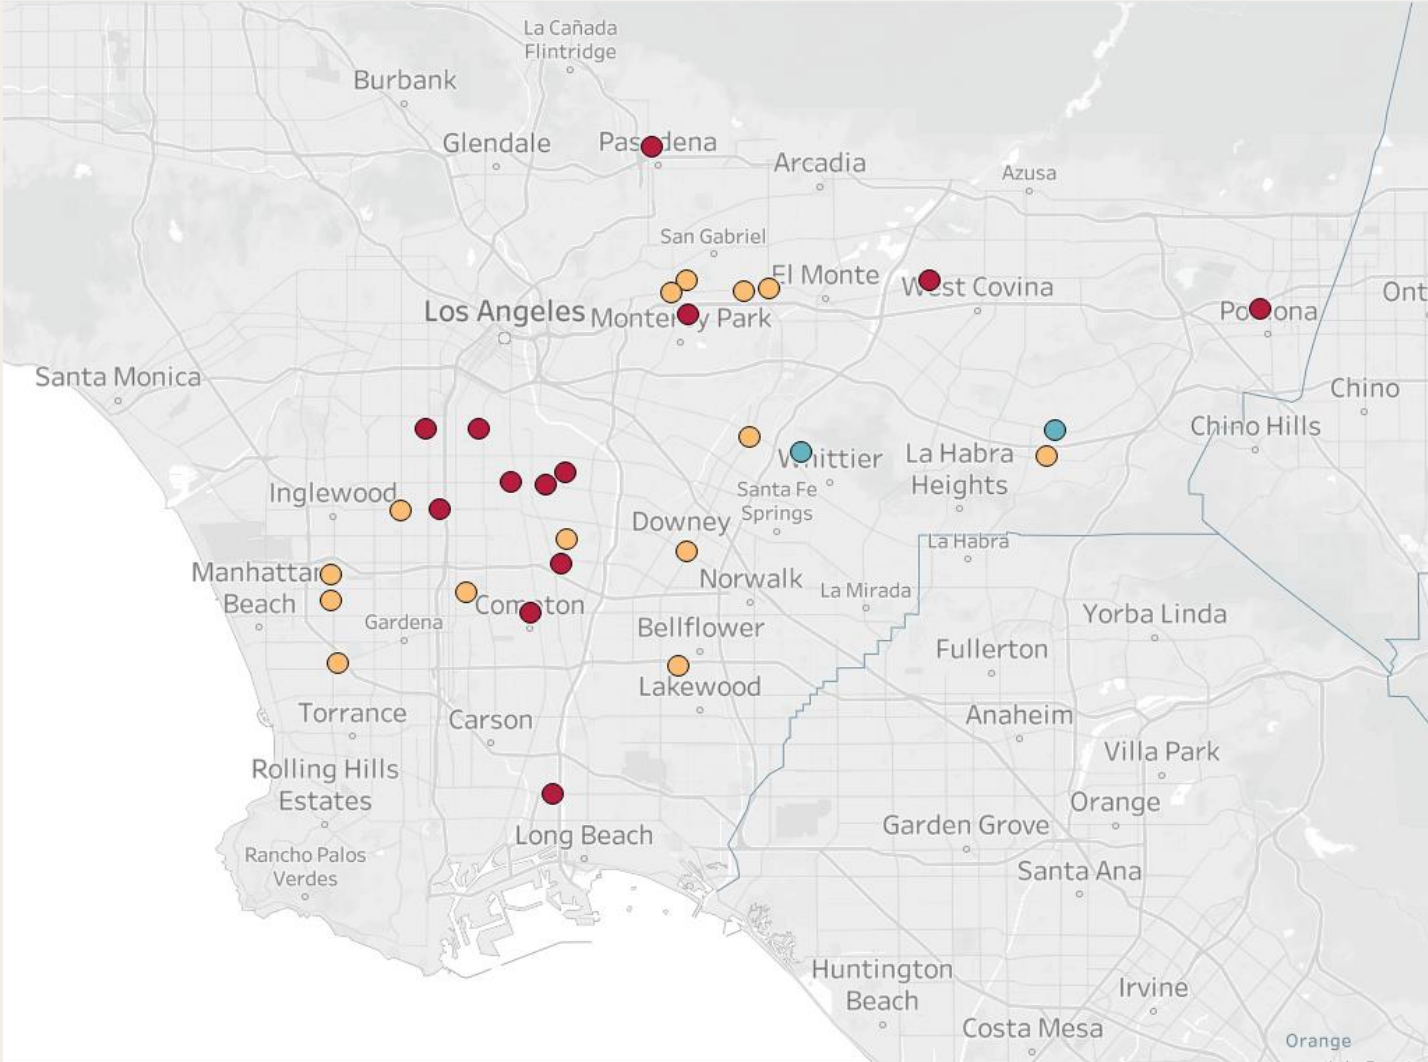 La Cañada
Flintridge
Burbank
Glendale
Pasadena
Arcadia
Azusa
San Gabriel
El Monte
West Covina
Los Angeles
Monterey Park
Pomona
Ont
Santa Monica
Chino
Chino Hills
Whittier
La Habra
Heights
Inglewood
Santa Fe
Springs
Downey
La Habra
Manhattan
Beach
Norwalk
La Mirada
Compton
Gardena
Yorba Linda
Bellflower
Fullerton
Lakewood
Torrance
Carson
Anaheim
Villa Park
Rolling Hills
Estates
Orange
Long Beach
Garden Grove
Rancho Palos
Verdes
Santa Ana
Huntington
Beach
Irvine
Costa Mesa
Orange